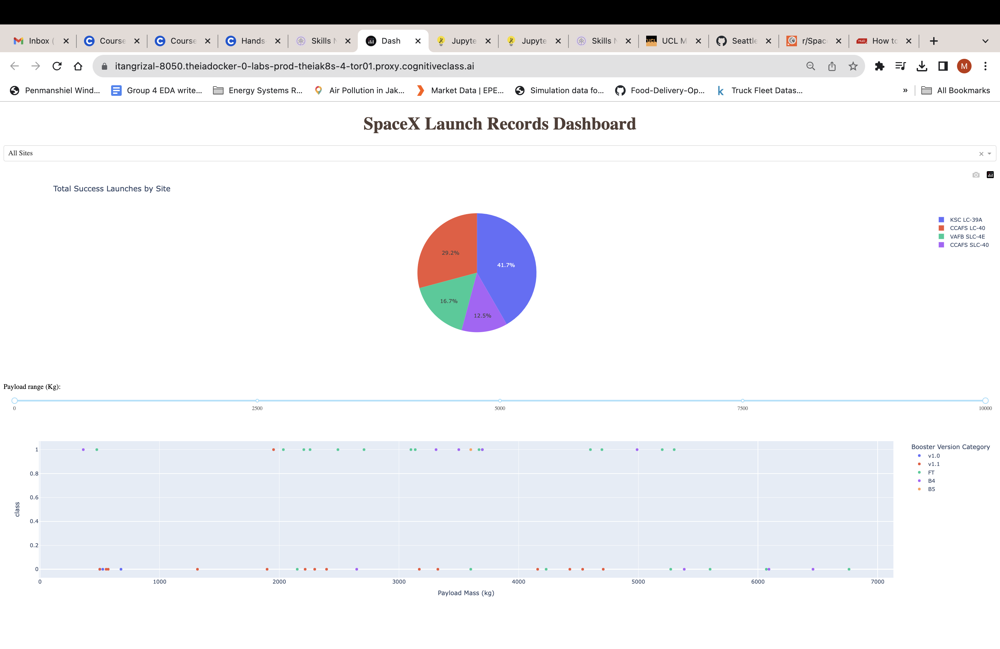 Inbox (
Course
Course
Hands-
Skills N
Dash
Jupyte
Jupyte
Skills N
UCL
UCL M
Seattle
r/Spac
MUO
How to
itangrizal-8050.theiadocker-0-labs-prod-theiak8s-4-tor01.proxy.cognitiveclass.ai
M
Penmanshiel Wind...
Group 4 EDA write...
Energy Systems R...
Air Pollution in Jak...
Market Data | EPE...
Simulation data fo...
Food-Delivery-Op...
k
Truck Fleet Datas...
»
All Bookmarks
SpaceX Launch Records Dashboard
All Sites
Total Success Launches by Site
KSC LC-39A
CCAFS LC-40
VAFB SLC-4E
CCAFS SLC-40
29.2%
41.7%
16.7%
12.5%
Payload range (Kg):
0 2500 5000 7500 10000
Booster Version Category
v1.0
v1.1
FT
B4
B5
1
0.8
0.6
0.4
0.2
0
class
0 1000 2000 3000 4000 5000 6000 7000
Payload Mass (kg)